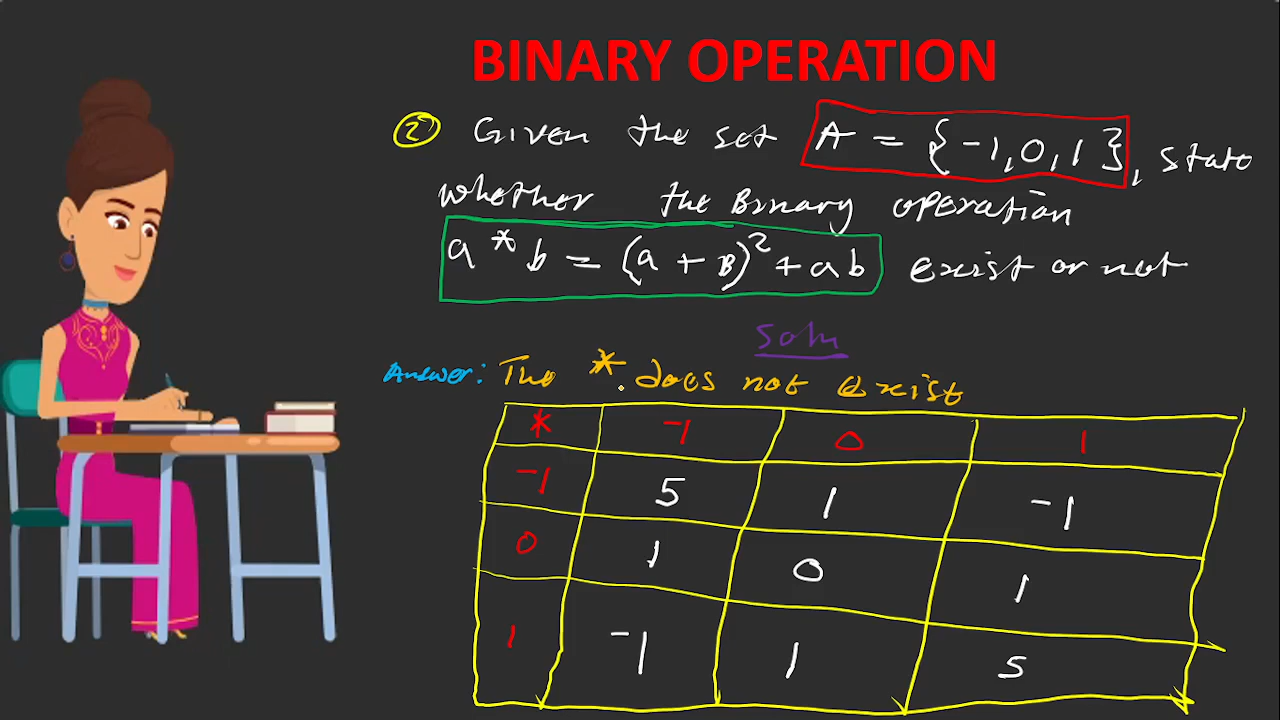 BINARY OPERATION
② Given the set A = {-1, 0, 1}, state
whether the Binary operation
a * b = (a + B)² + ab exist or not
Soln
Answer: The *. does not exist
* -1 0 1
-1 5 1 -1
0 1 0 1
1 -1 1 5